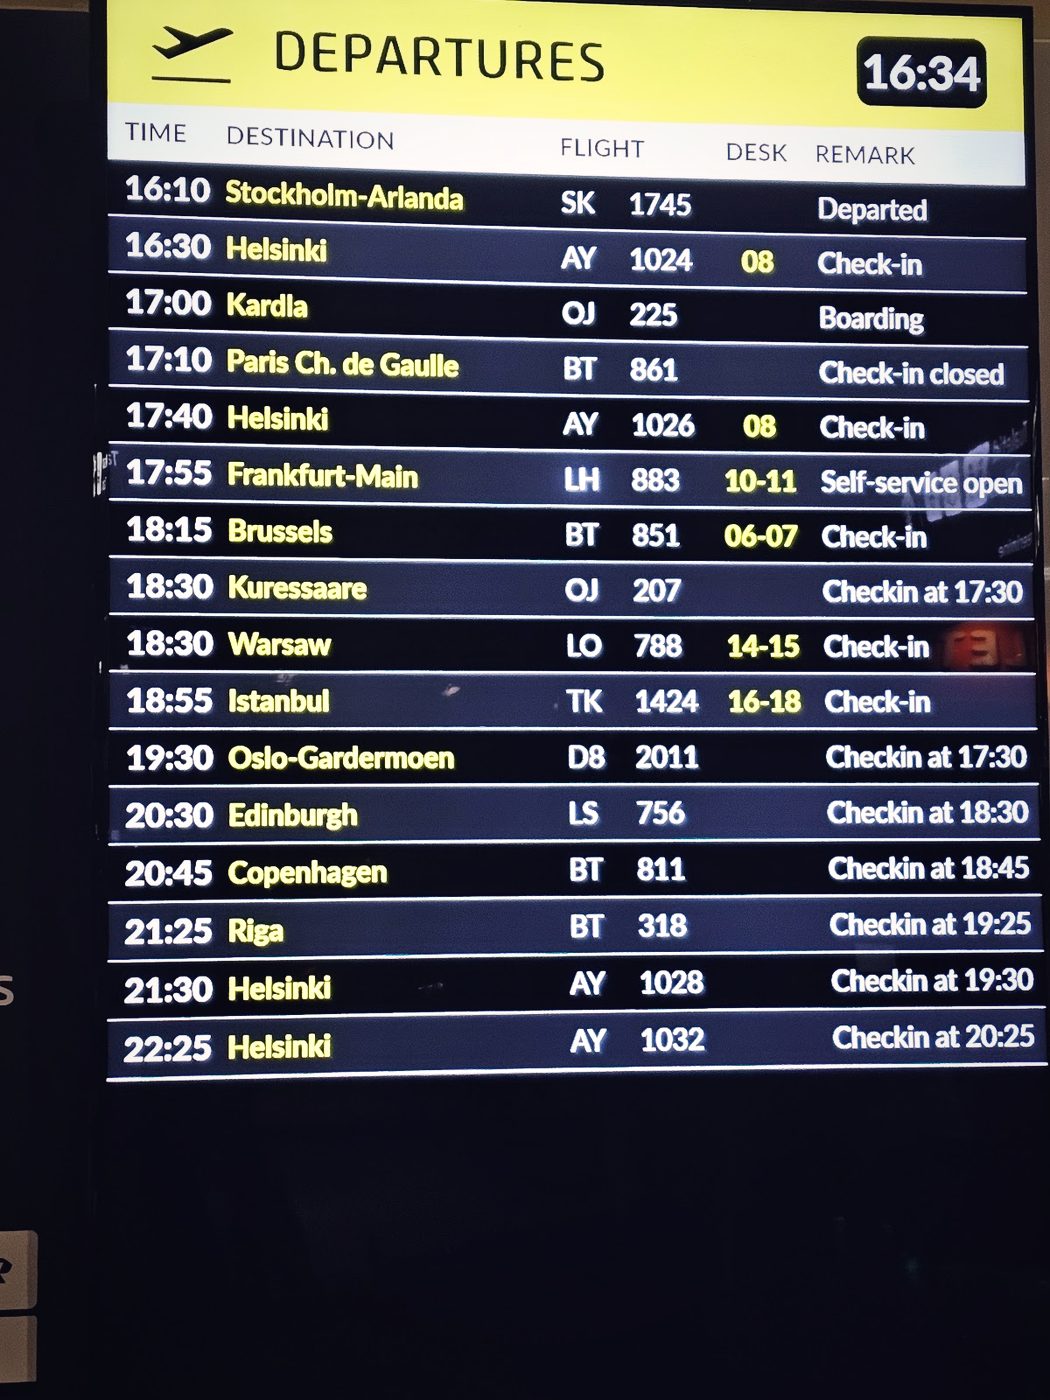 DEPARTURES 16:34
TIME DESTINATION FLIGHT DESK REMARK
16:10 Stockholm-Arlanda SK 1745 Departed
16:30 Helsinki AY 1024 08 Check-in
17:00 Kardla OJ 225 Boarding
17:10 Paris Ch. de Gaulle BT 861 Check-in closed
17:40 Helsinki AY 1026 08 Check-in
17:55 Frankfurt-Main LH 883 10-11 Self-service open
18:15 Brussels BT 851 06-07 Check-in
18:30 Kuressaare OJ 207 Checkin at 17:30
18:30 Warsaw LO 788 14-15 Check-in
18:55 Istanbul TK 1424 16-18 Check-in
19:30 Oslo-Gardermoen D8 2011 Checkin at 17:30
20:30 Edinburgh LS 756 Checkin at 18:30
20:45 Copenhagen BT 811 Checkin at 18:45
21:25 Riga BT 318 Checkin at 19:25
21:30 Helsinki AY 1028 Checkin at 19:30
22:25 Helsinki AY 1032 Checkin at 20:25